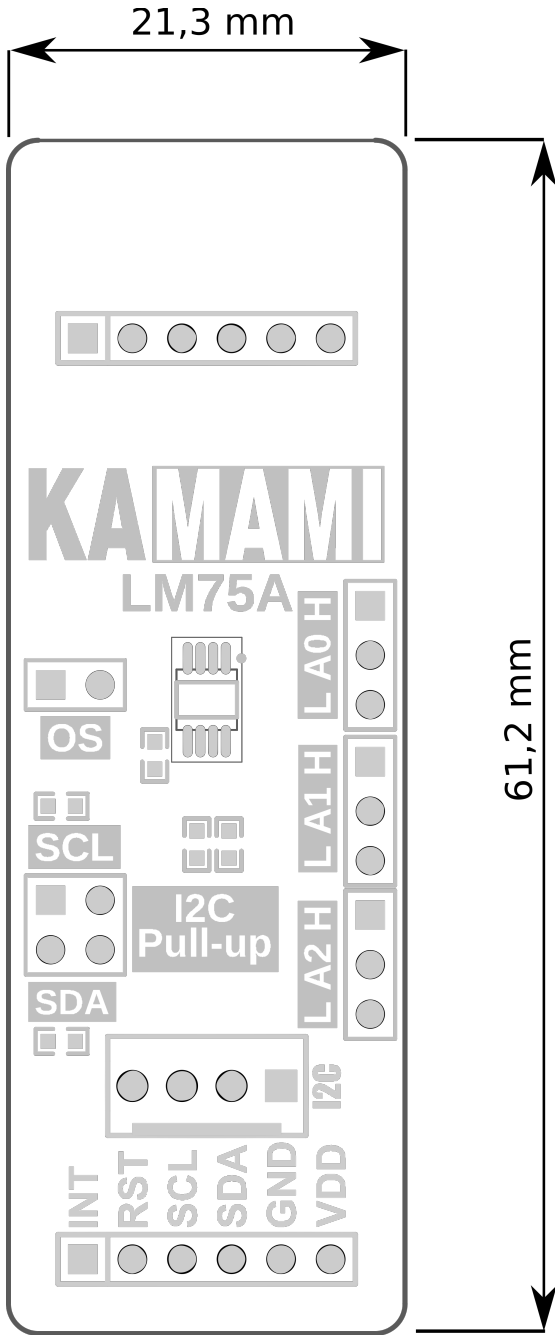 21,3 mm
KAMAMI
LM75A
L A0 H
OS
61,2 mm
L A1 H
SCL
I2C
Pull-up
L A2 H
SDA
I2C
INT
RST
SCL
SDA
GND
VDD